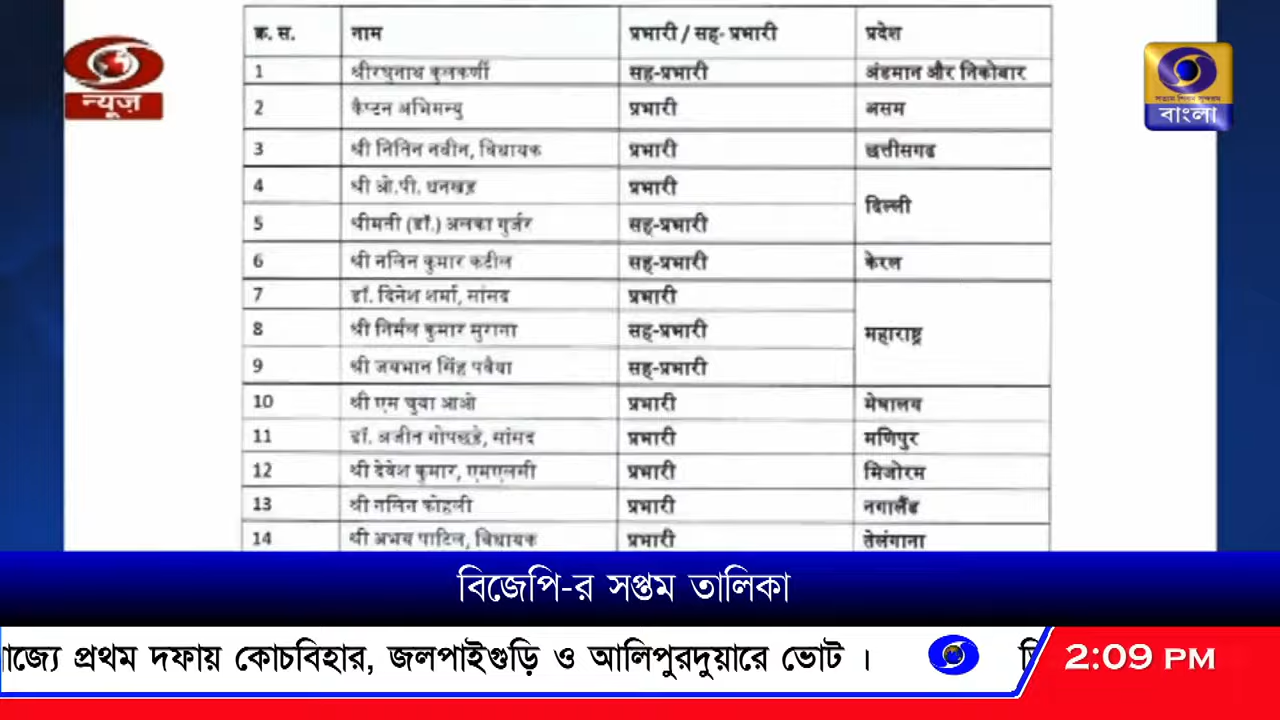 क्र. स. नाम प्रभारी / सह- प्रभारी प्रदेश
1 श्रीरघुनाथ कुलकर्णी सह-प्रभारी अंडमान और निकोबार
2 कैप्टन अभिमन्यु प्रभारी असम
3 श्री नितिन नवीन, विधायक प्रभारी छत्तीसगढ
4 श्री ओ.पी. धनखड़ प्रभारी
दिल्ली
5 श्रीमती (डॉ.) अलका गुर्जर सह-प्रभारी
6 श्री नलिन कुमार कटील सह-प्रभारी केरल
7 डॉ. दिनेश शर्मा, सांसद प्रभारी
8 श्री निर्मल कुमार सुराना सह-प्रभारी महाराष्ट्र
9 श्री जयभान सिंह पवैया सह-प्रभारी
10 श्री एम चुबा आओ प्रभारी मेघालय
11 डॉ. अजीत गोपछड़े, सांसद प्रभारी मणिपुर
12 श्री देवेश कुमार, एमएलसी प्रभारी मिजोरम
13 श्री नलिन कोहली प्रभारी नगालैंड
14 श्री अभय पाटिल, विधायक प्रभारी तेलंगाना
न्यूज़
সত্যম শিবম সুন্দরম
বাংলা
বিজেপি-র সপ্তম তালিকা
াজ্যে প্রথম দফায় কোচবিহার, জলপাইগুড়ি ও আলিপুরদুয়ারে ভোট ।
2:09 PM